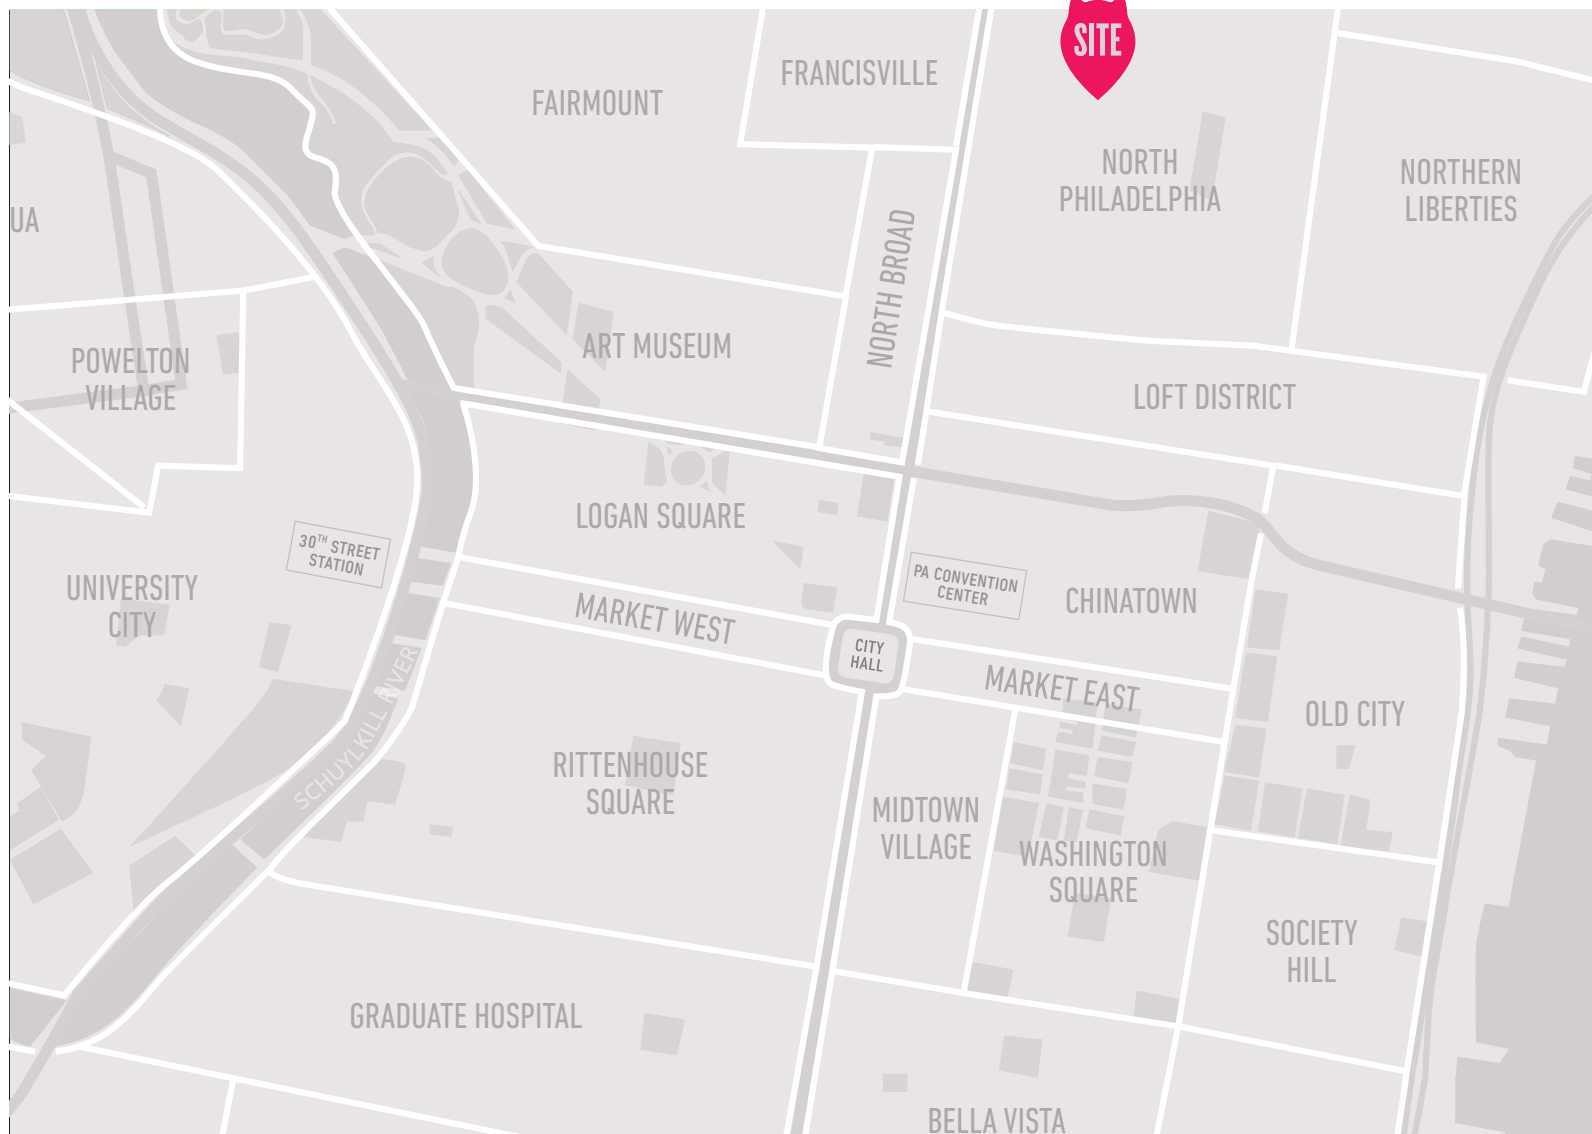 SITE
FRANCISVILLE
FAIRMOUNT
NORTH
PHILADELPHIA
NORTHERN
LIBERTIES
UA
NORTH BROAD
ART MUSEUM
POWELTON
VILLAGE
LOFT DISTRICT
LOGAN SQUARE
30TH STREET
STATION
PA CONVENTION
CENTER
UNIVERSITY
CITY
CHINATOWN
MARKET WEST
CITY
HALL
MARKET EAST
SCHUYLKILL RIVER
OLD CITY
RITTENHOUSE
SQUARE
MIDTOWN
VILLAGE
WASHINGTON
SQUARE
SOCIETY
HILL
GRADUATE HOSPITAL
BELLA VISTA